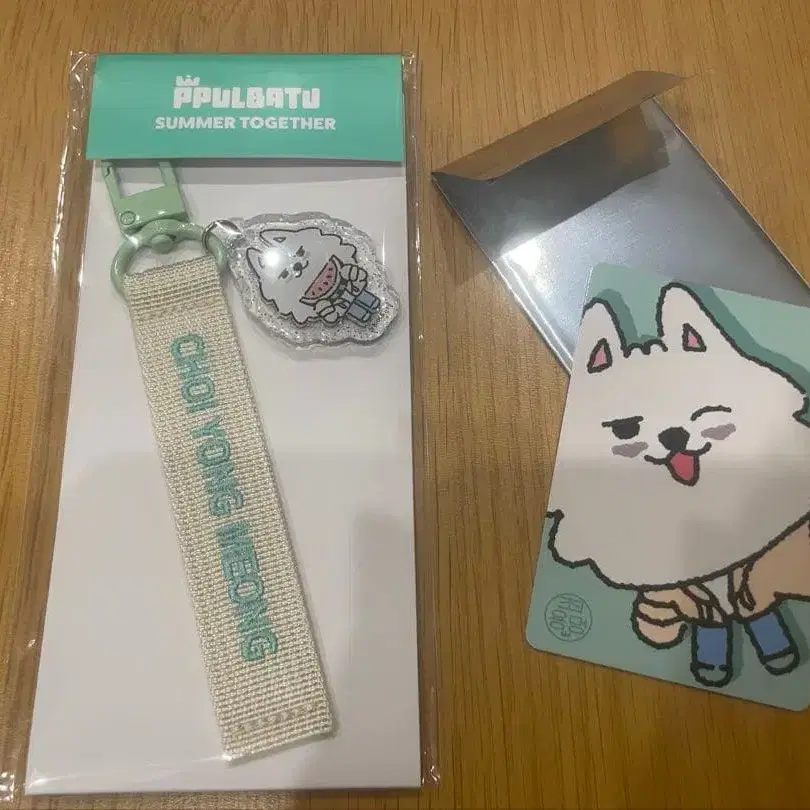 PPULBATU
SUMMER TOGETHER
CHOI YONG MEONG